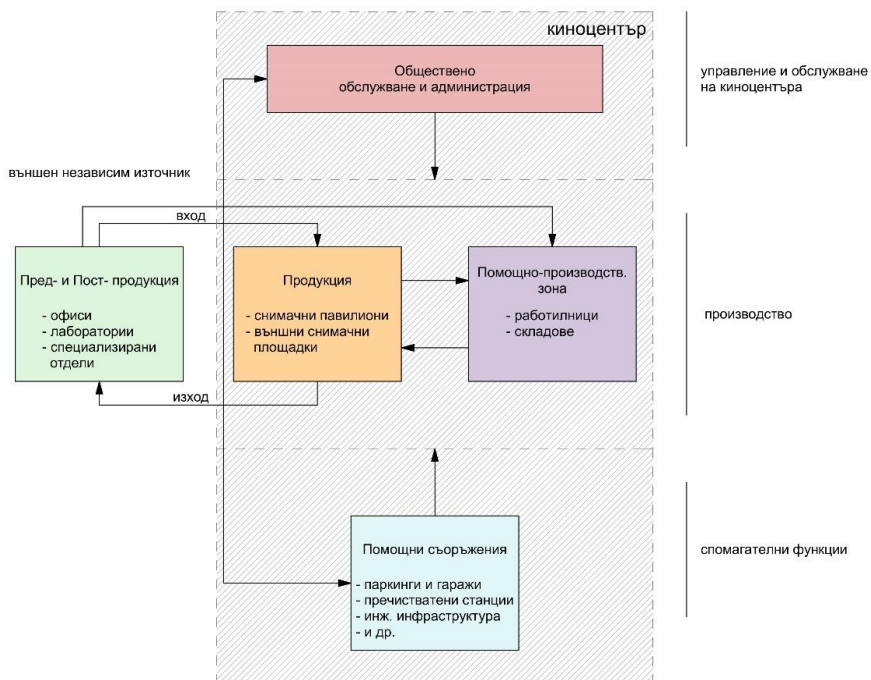 киноцентър
Обществено
обслужване и администрация
управление и обслужване
на киноцентъра
външен независим източник
вход
Пред- и Пост- продукция
- офиси
- лаборатории
- специализирани
отдели
Продукция
- снимачни павилиони
- външни снимачни
площадки
Помощно-производств.
зона
- работилници
- складове
производство
изход
Помощни съоръжения
- паркинги и гаражи
- пречистватени станции
- инж. инфраструктура
- и др.
спомагателни функции